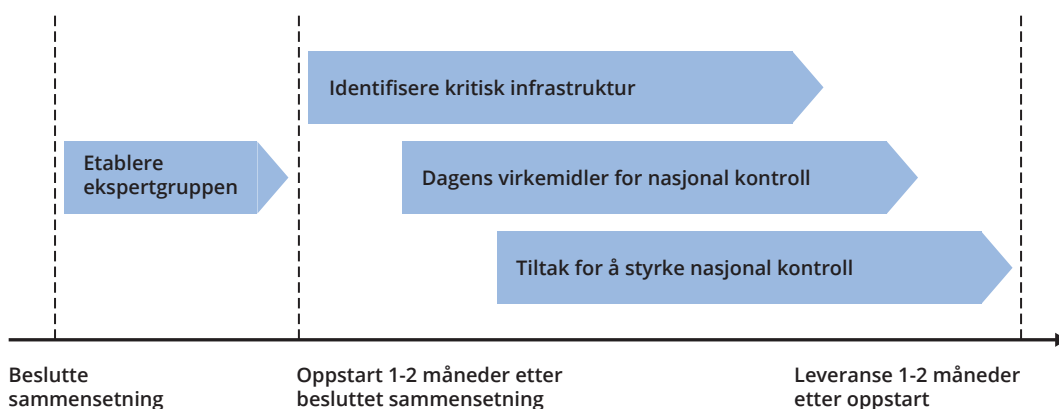 Identifisere kritisk infrastruktur
Etablere
ekspertgruppen
Dagens virkemidler for nasjonal kontroll
Tiltak for å styrke nasjonal kontroll
Beslutte
sammensetning
Oppstart 1-2 måneder etter
besluttet sammensetning
Leveranse 1-2 måneder
etter oppstart